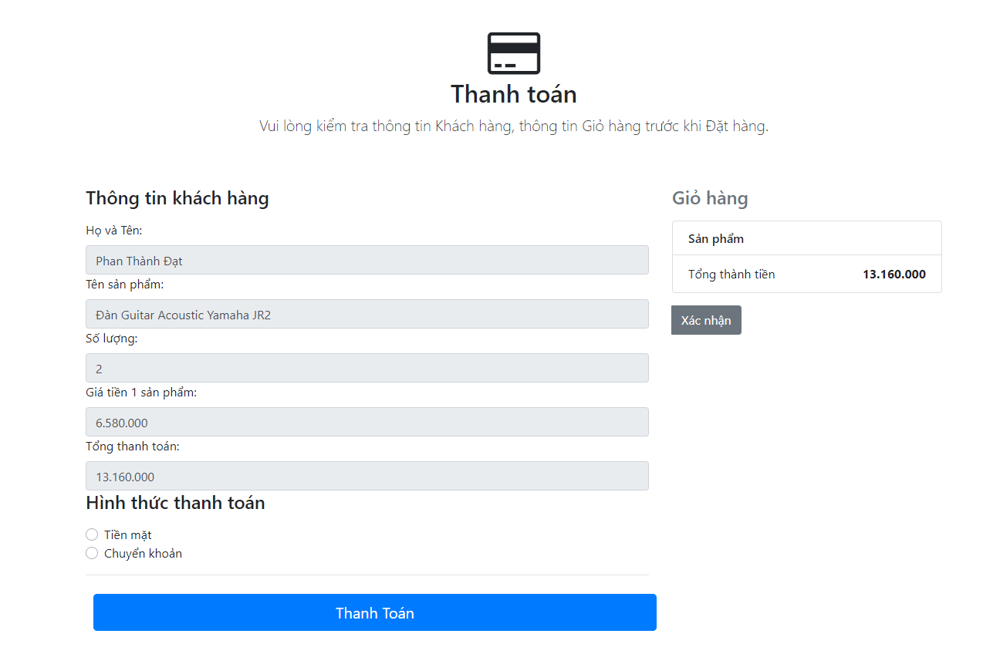 Thanh toán
Vui lòng kiểm tra thông tin Khách hàng, thông tin Giỏ hàng trước khi Đặt hàng.
Thông tin khách hàng
Họ và Tên:
Phan Thành Đạt
Tên sản phẩm:
Đàn Guitar Acoustic Yamaha JR2
Số lượng:
2
Giá tiền 1 sản phẩm:
6.580.000
Tổng thanh toán:
13.160.000
Hình thức thanh toán
Tiền mặt
Chuyển khoản
Thanh Toán
Giỏ hàng
Sản phẩm
Tổng thành tiền 13.160.000
Xác nhận